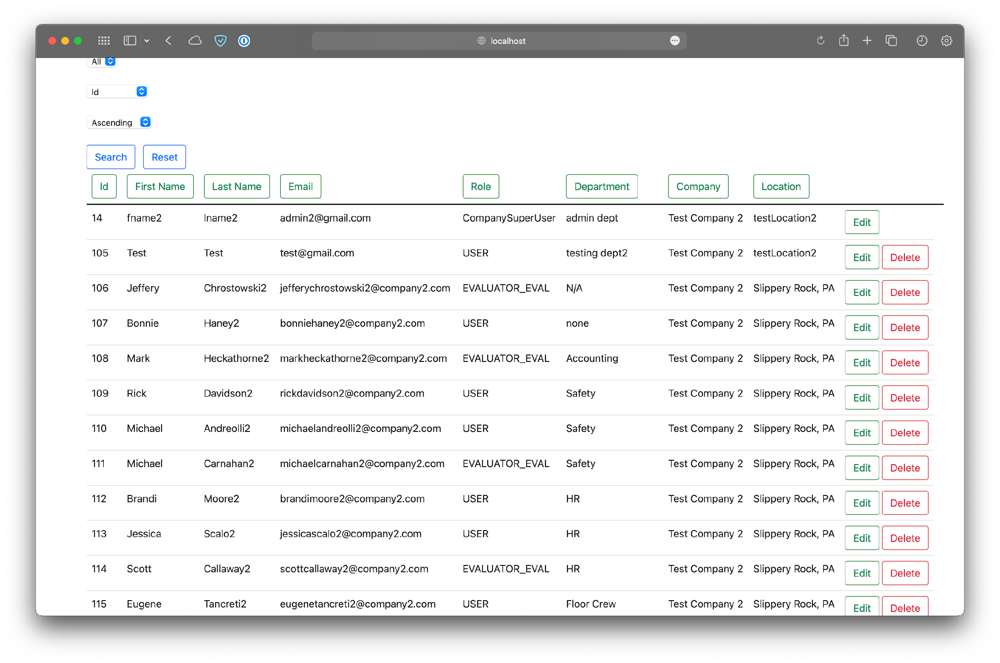 localhost
All
Id
Ascending
Search Reset
Id First Name Last Name Email Role Department Company Location
14 fname2 lname2 admin2@gmail.com CompanySuperUser admin dept Test Company 2 testLocation2 Edit
105 Test Test test@gmail.com USER testing dept2 Test Company 2 testLocation2 Edit Delete
106 Jeffery Chrostowski2 jefferychrostowski2@company2.com EVALUATOR_EVAL N/A Test Company 2 Slippery Rock, PA Edit Delete
107 Bonnie Haney2 bonniehaney2@company2.com USER none Test Company 2 Slippery Rock, PA Edit Delete
108 Mark Heckathorne2 markheckathorne2@company2.com EVALUATOR_EVAL Accounting Test Company 2 Slippery Rock, PA Edit Delete
109 Rick Davidson2 rickdavidson2@company2.com USER Safety Test Company 2 Slippery Rock, PA Edit Delete
110 Michael Andreolli2 michaelandreolli2@company2.com USER Safety Test Company 2 Slippery Rock, PA Edit Delete
111 Michael Carnahan2 michaelcarnahan2@company2.com EVALUATOR_EVAL Safety Test Company 2 Slippery Rock, PA Edit Delete
112 Brandi Moore2 brandimoore2@company2.com USER HR Test Company 2 Slippery Rock, PA Edit Delete
113 Jessica Scalo2 jessicascalo2@company2.com USER HR Test Company 2 Slippery Rock, PA Edit Delete
114 Scott Callaway2 scottcallaway2@company2.com EVALUATOR_EVAL HR Test Company 2 Slippery Rock, PA Edit Delete
115 Eugene Tancreti2 eugenetancreti2@company2.com USER Floor Crew Test Company 2 Slippery Rock, PA Edit Delete